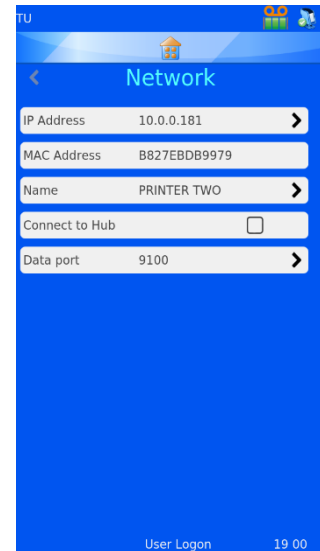 TU
Network
IP Address 10.0.0.181
MAC Address B827EBDB9979
Name PRINTER TWO
Connect to Hub
Data port 9100
User Logon 19 00